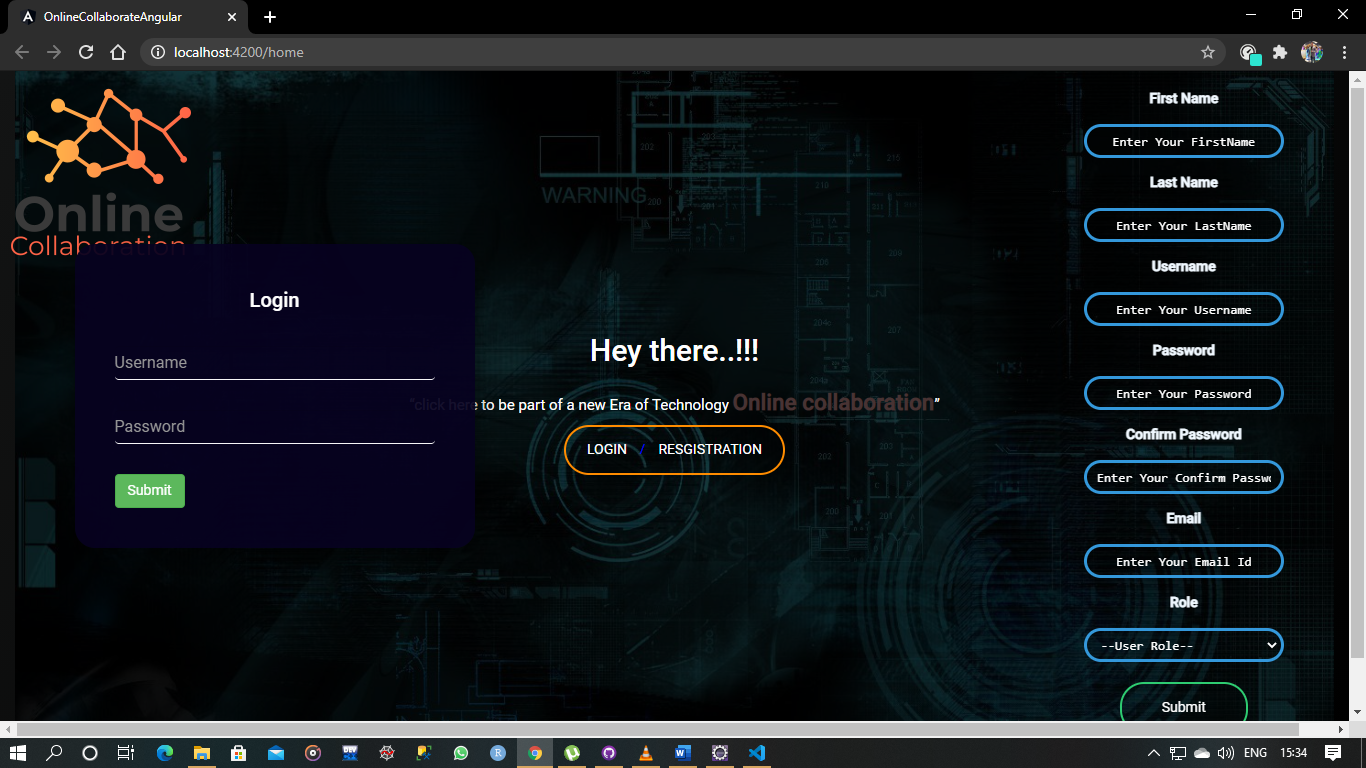 OnlineCollaborateAngular
localhost:4200/home
Online
Collaboration
Login
Username
Password
Submit
WARNING
Hey there..!!!
"click here to be part of a new Era of Technology Online collaboration"
LOGIN / RESGISTRATION
First Name
Enter Your FirstName
Last Name
Enter Your LastName
Username
Enter Your Username
Password
Enter Your Password
Confirm Password
Enter Your Confirm Passw
Email
Enter Your Email Id
Role
--User Role--
Submit
ENG
15:34